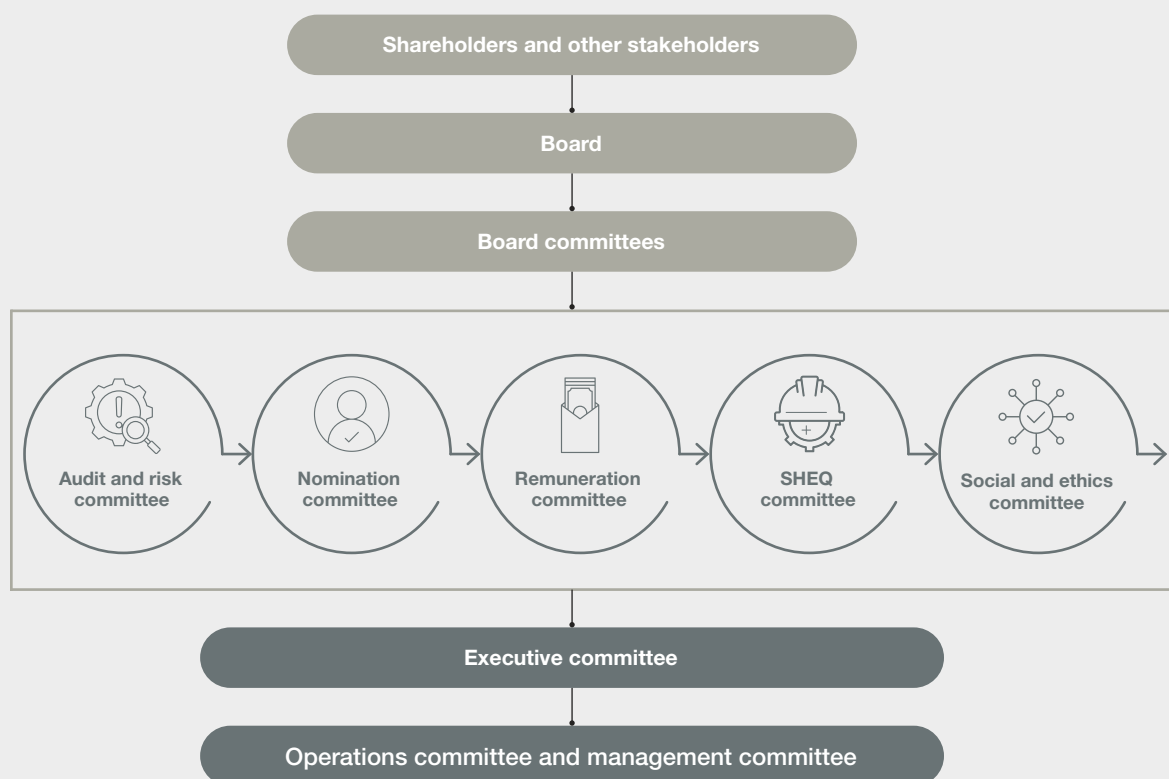 Shareholders and other stakeholders
Board
Board committees
Audit and risk
committee
Nomination
committee
Remuneration
committee
SHEQ
committee
Social and ethics
committee
Executive committee
Operations committee and management committee